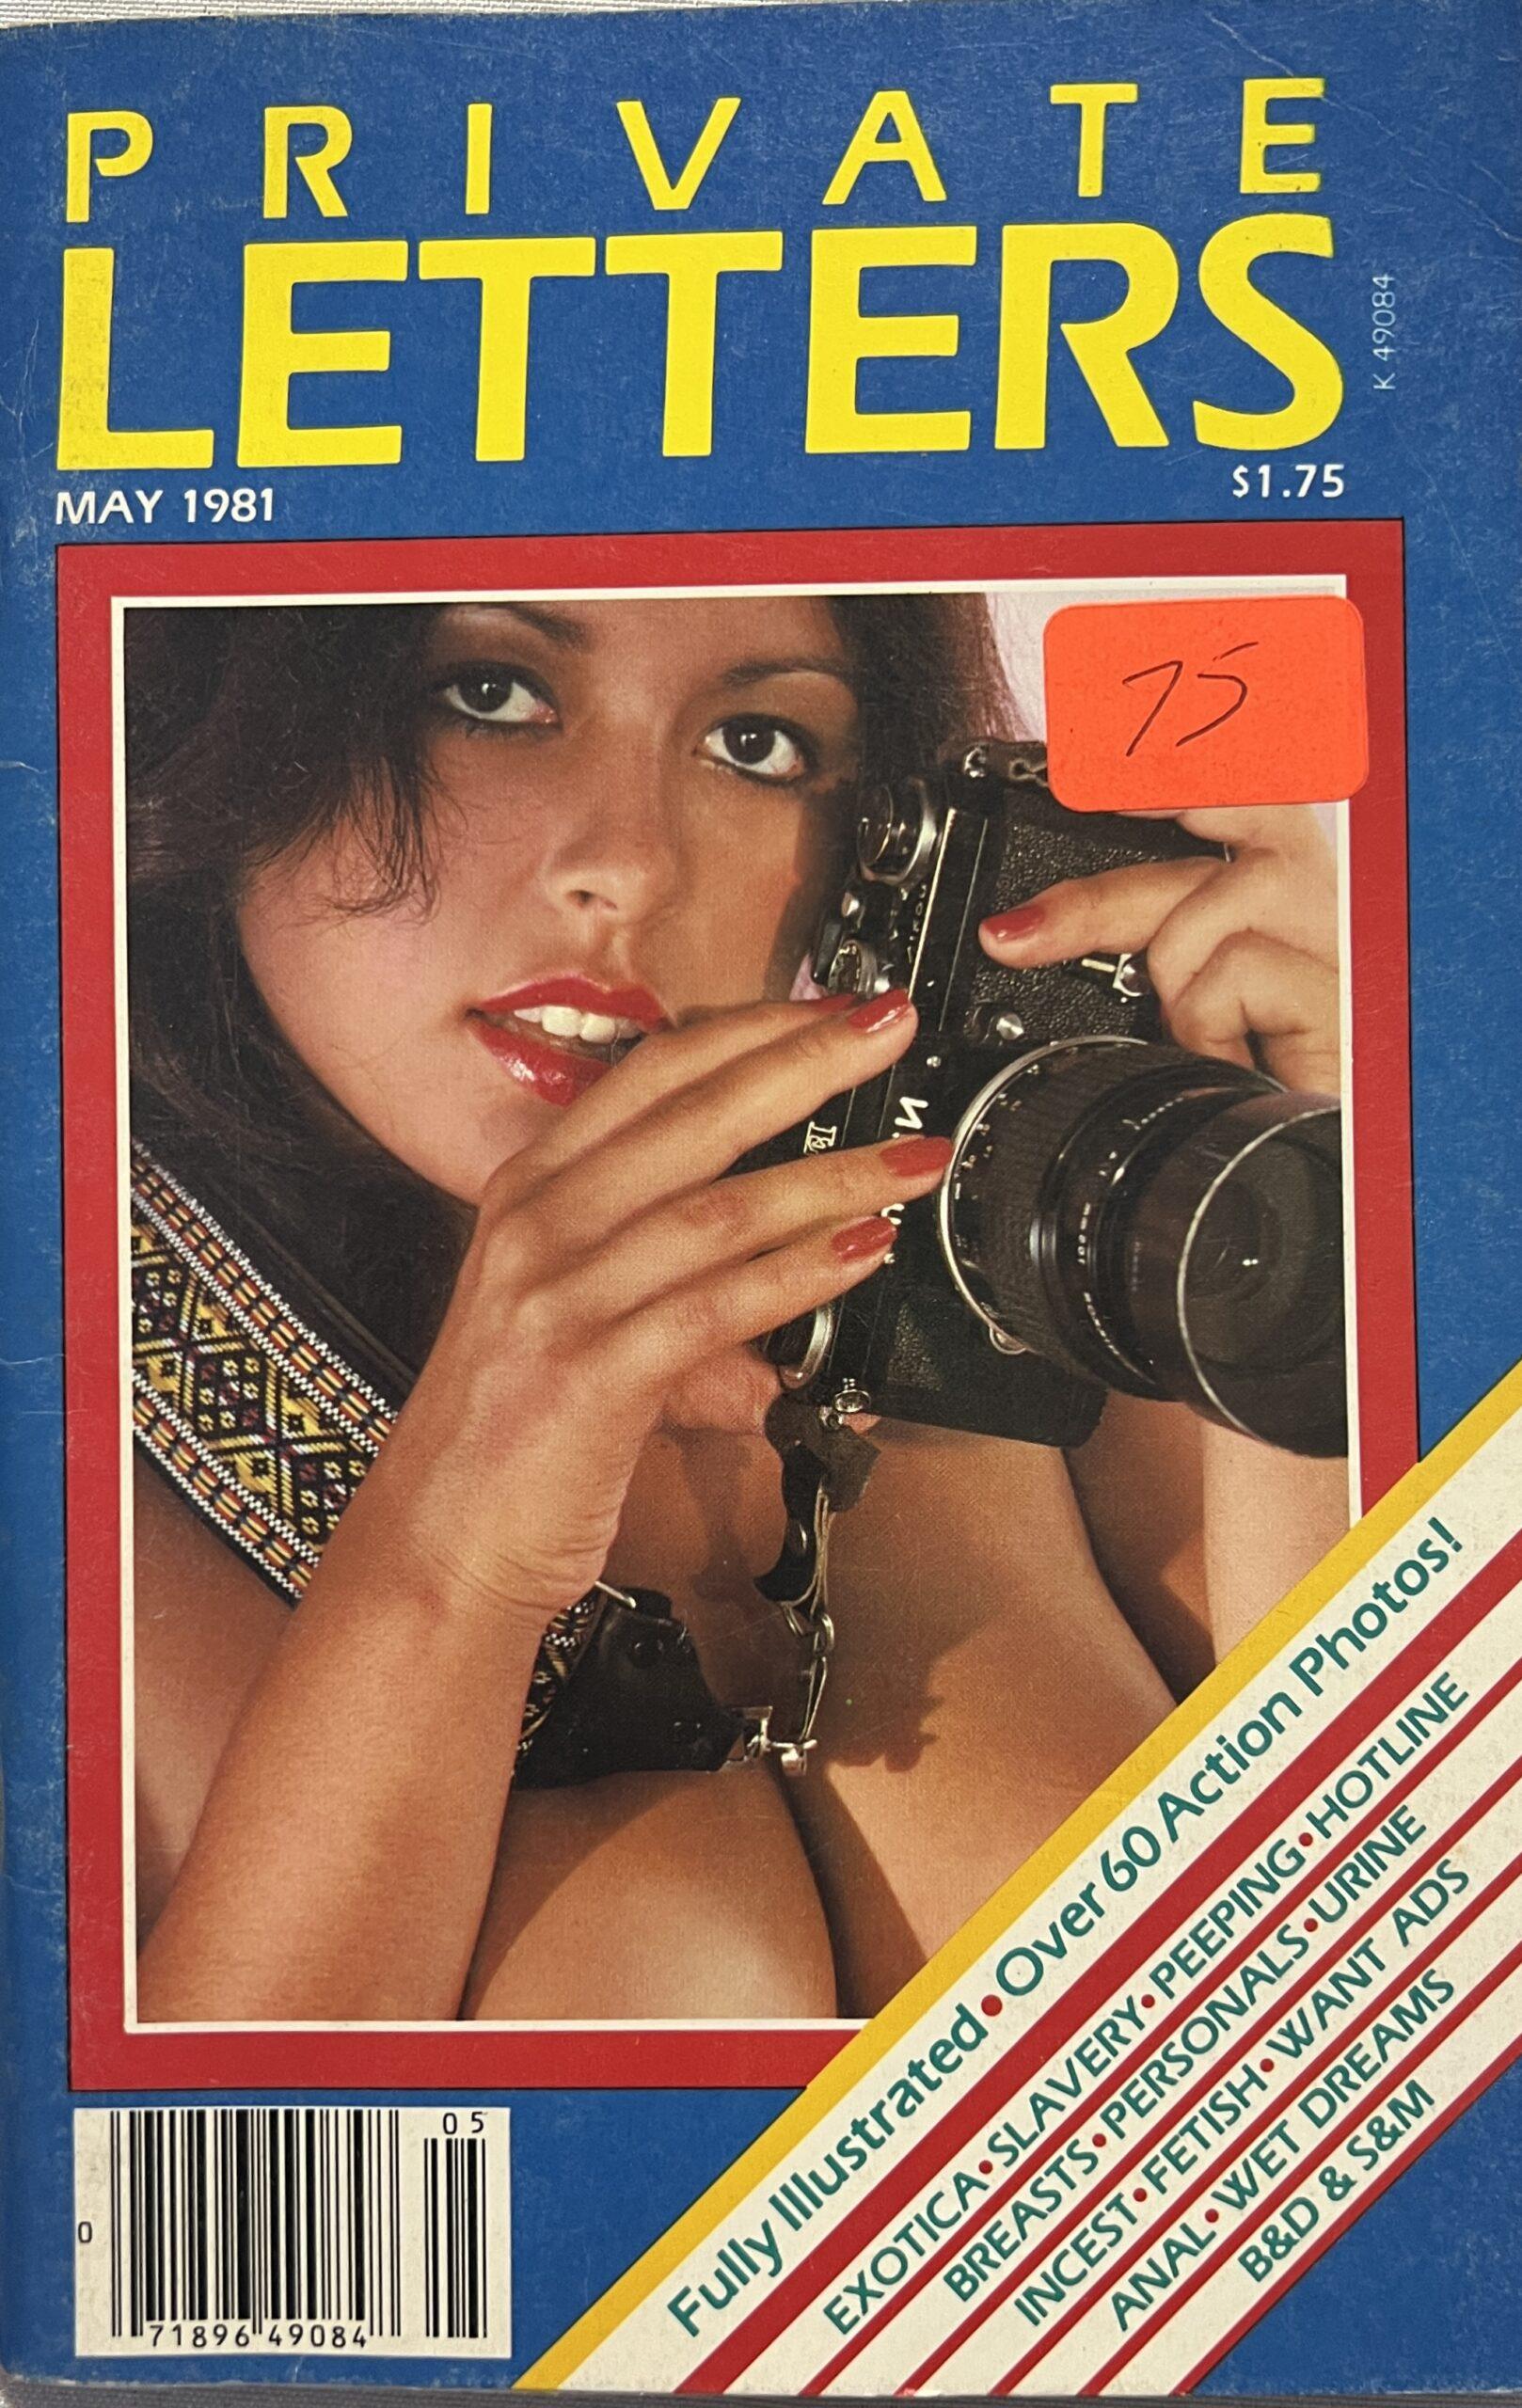 PRIVATE
LETTERS
K 49084
MAY 1981
$1.75
75
Fully Illustrated • Over 60 Action Photos!
EXOTICA • SLAVERY • PEEPING • HOTLINE
BREASTS • PERSONALS • URINE
INCEST • FETISH • WANT ADS
ANAL • WET DREAMS
B&D & S&M
05
0
71896 49084